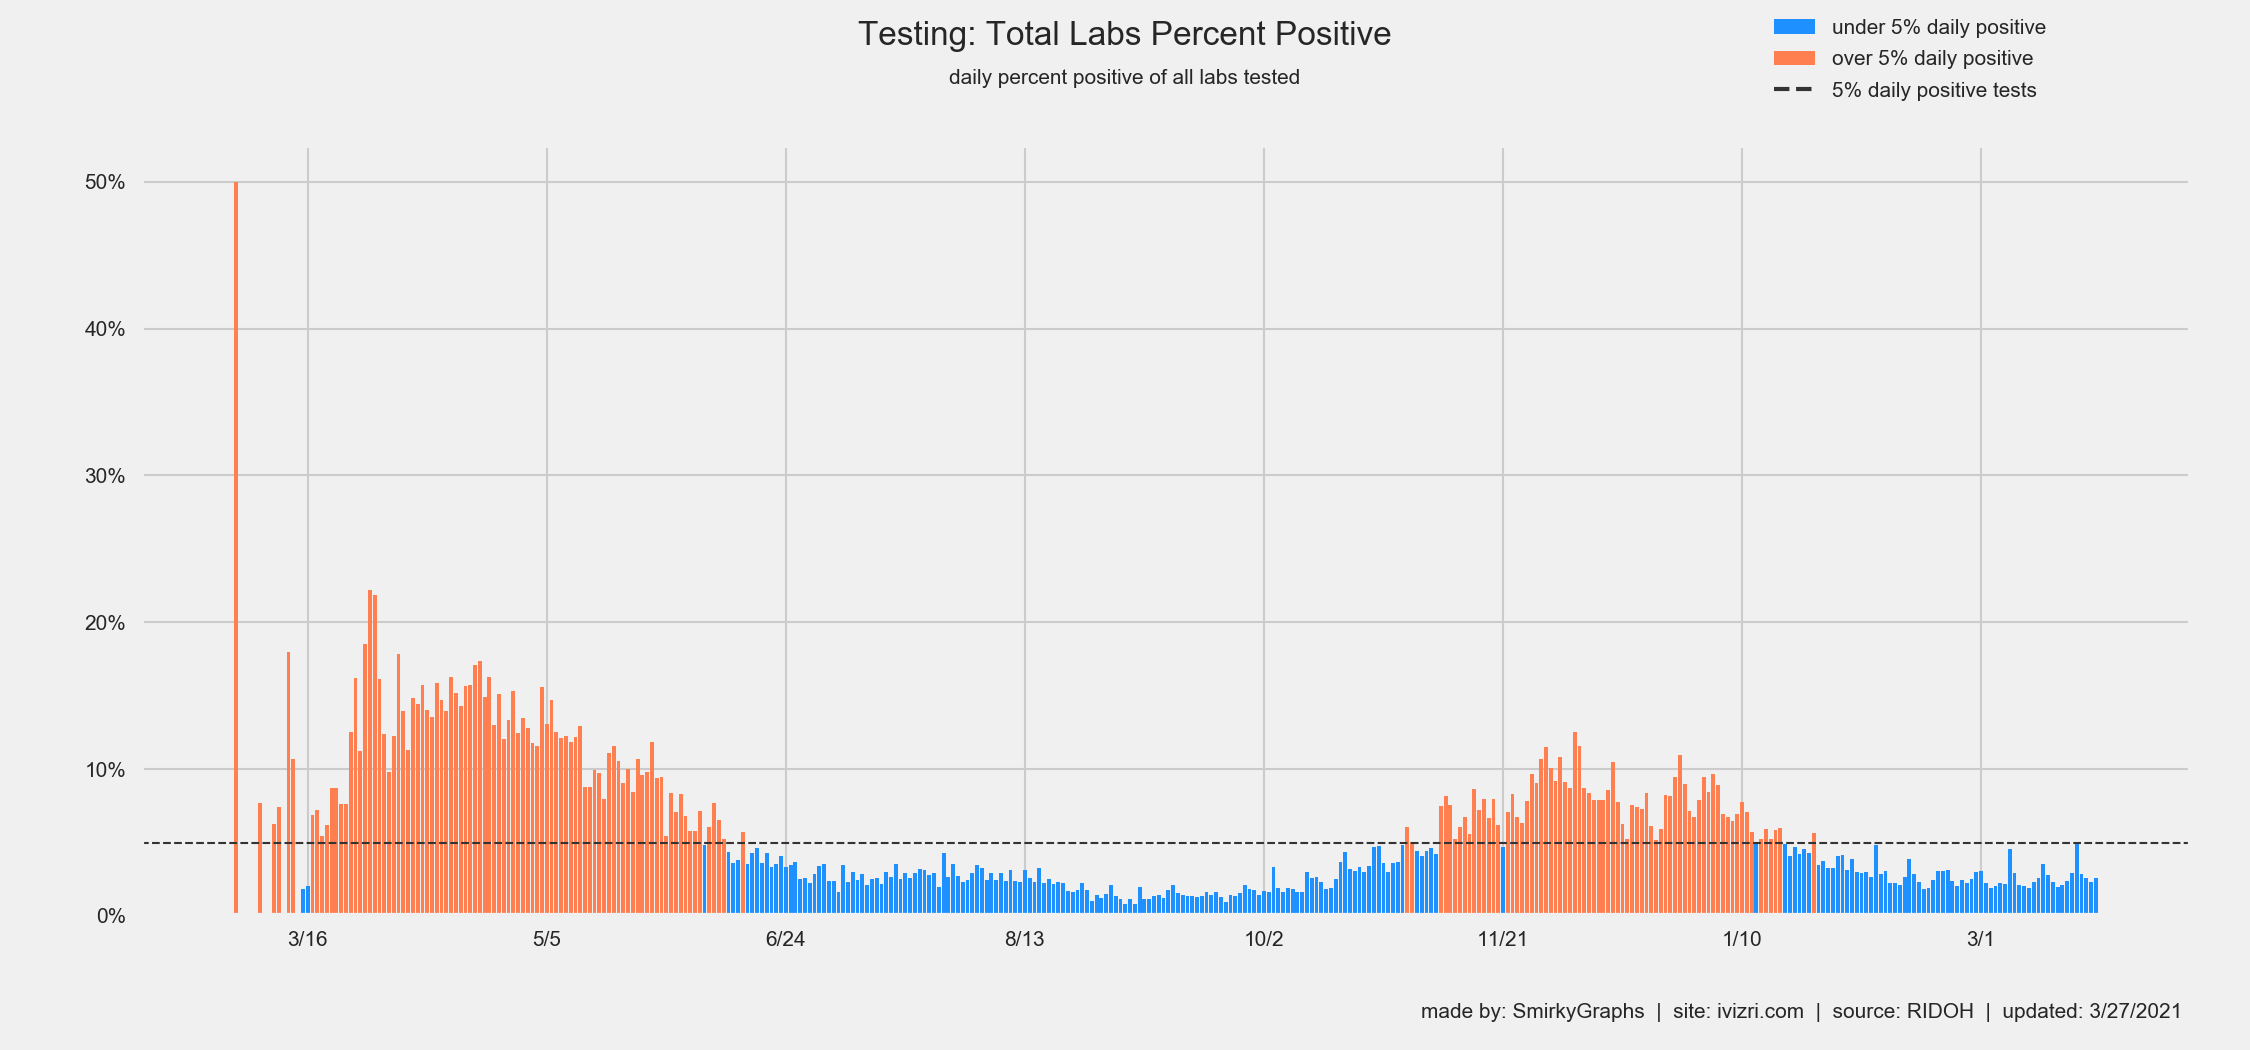 Testing: Total Labs Percent Positive
daily percent positive of all labs tested
under 5% daily positive
over 5% daily positive
5% daily positive tests
50%
40%
30%
20%
10%
0%
3/16 5/5 6/24 8/13 10/2 11/21 1/10 3/1
made by: SmirkyGraphs | site: ivizri.com | source: RIDOH | updated: 3/27/2021